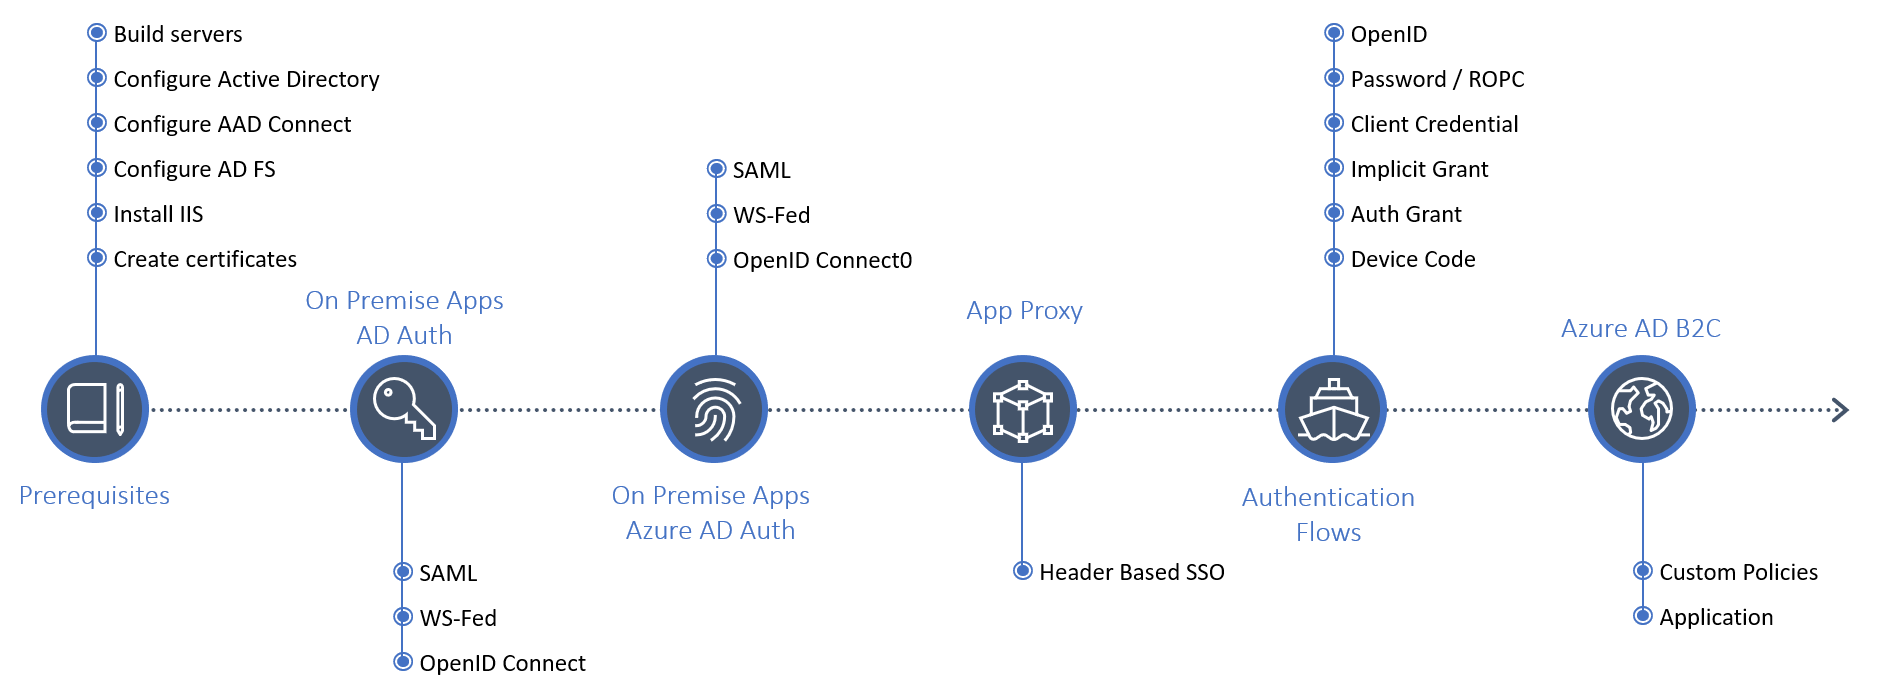 Build servers
Configure Active Directory
Configure AAD Connect
Configure AD FS
Install IIS
Create certificates
Prerequisites
On Premise Apps
AD Auth
SAML
WS-Fed
OpenID Connect
SAML
WS-Fed
OpenID Connect0
On Premise Apps
Azure AD Auth
App Proxy
Header Based SSO
OpenID
Password / ROPC
Client Credential
Implicit Grant
Auth Grant
Device Code
Authentication
Flows
Azure AD B2C
Custom Policies
Application